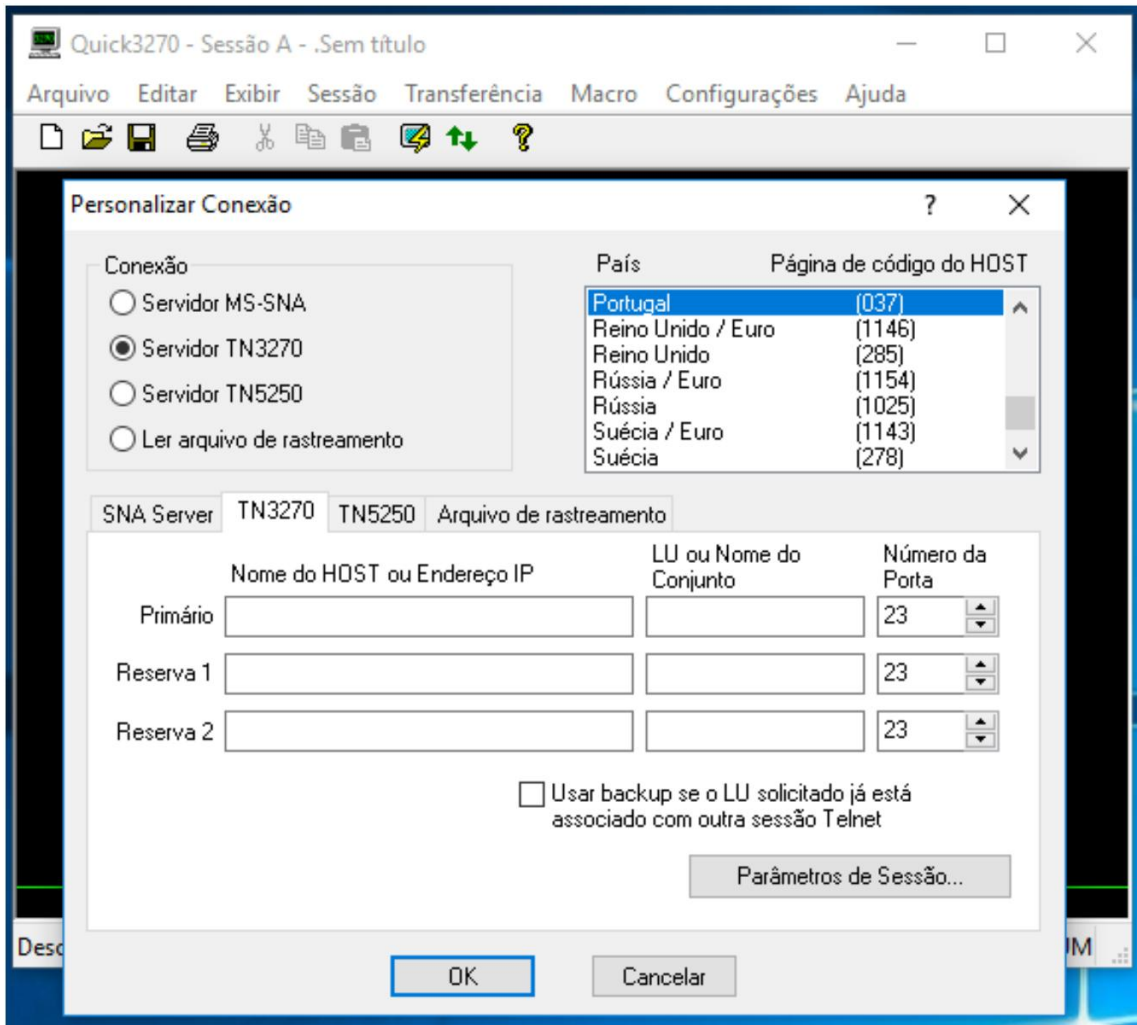 Quick3270 - Sessão A - .Sem título
Arquivo Editar Exibir Sessão Transferência Macro Configurações Ajuda
Personalizar Conexão
Conexão
Servidor MS-SNA
Servidor TN3270
Servidor TN5250
Ler arquivo de rastreamento
País Página de código do HOST
Portugal (037)
Reino Unido / Euro (1146)
Reino Unido (285)
Rússia / Euro (1154)
Rússia (1025)
Suécia / Euro (1143)
Suécia (278)
SNA Server TN3270 TN5250 Arquivo de rastreamento
Nome do HOST ou Endereço IP
LU ou Nome do
Conjunto
Número da
Porta
Primário 23
Reserva 1 23
Reserva 2 23
Usar backup se o LU solicitado já está
associado com outra sessão Telnet
Parâmetros de Sessão...
OK Cancelar